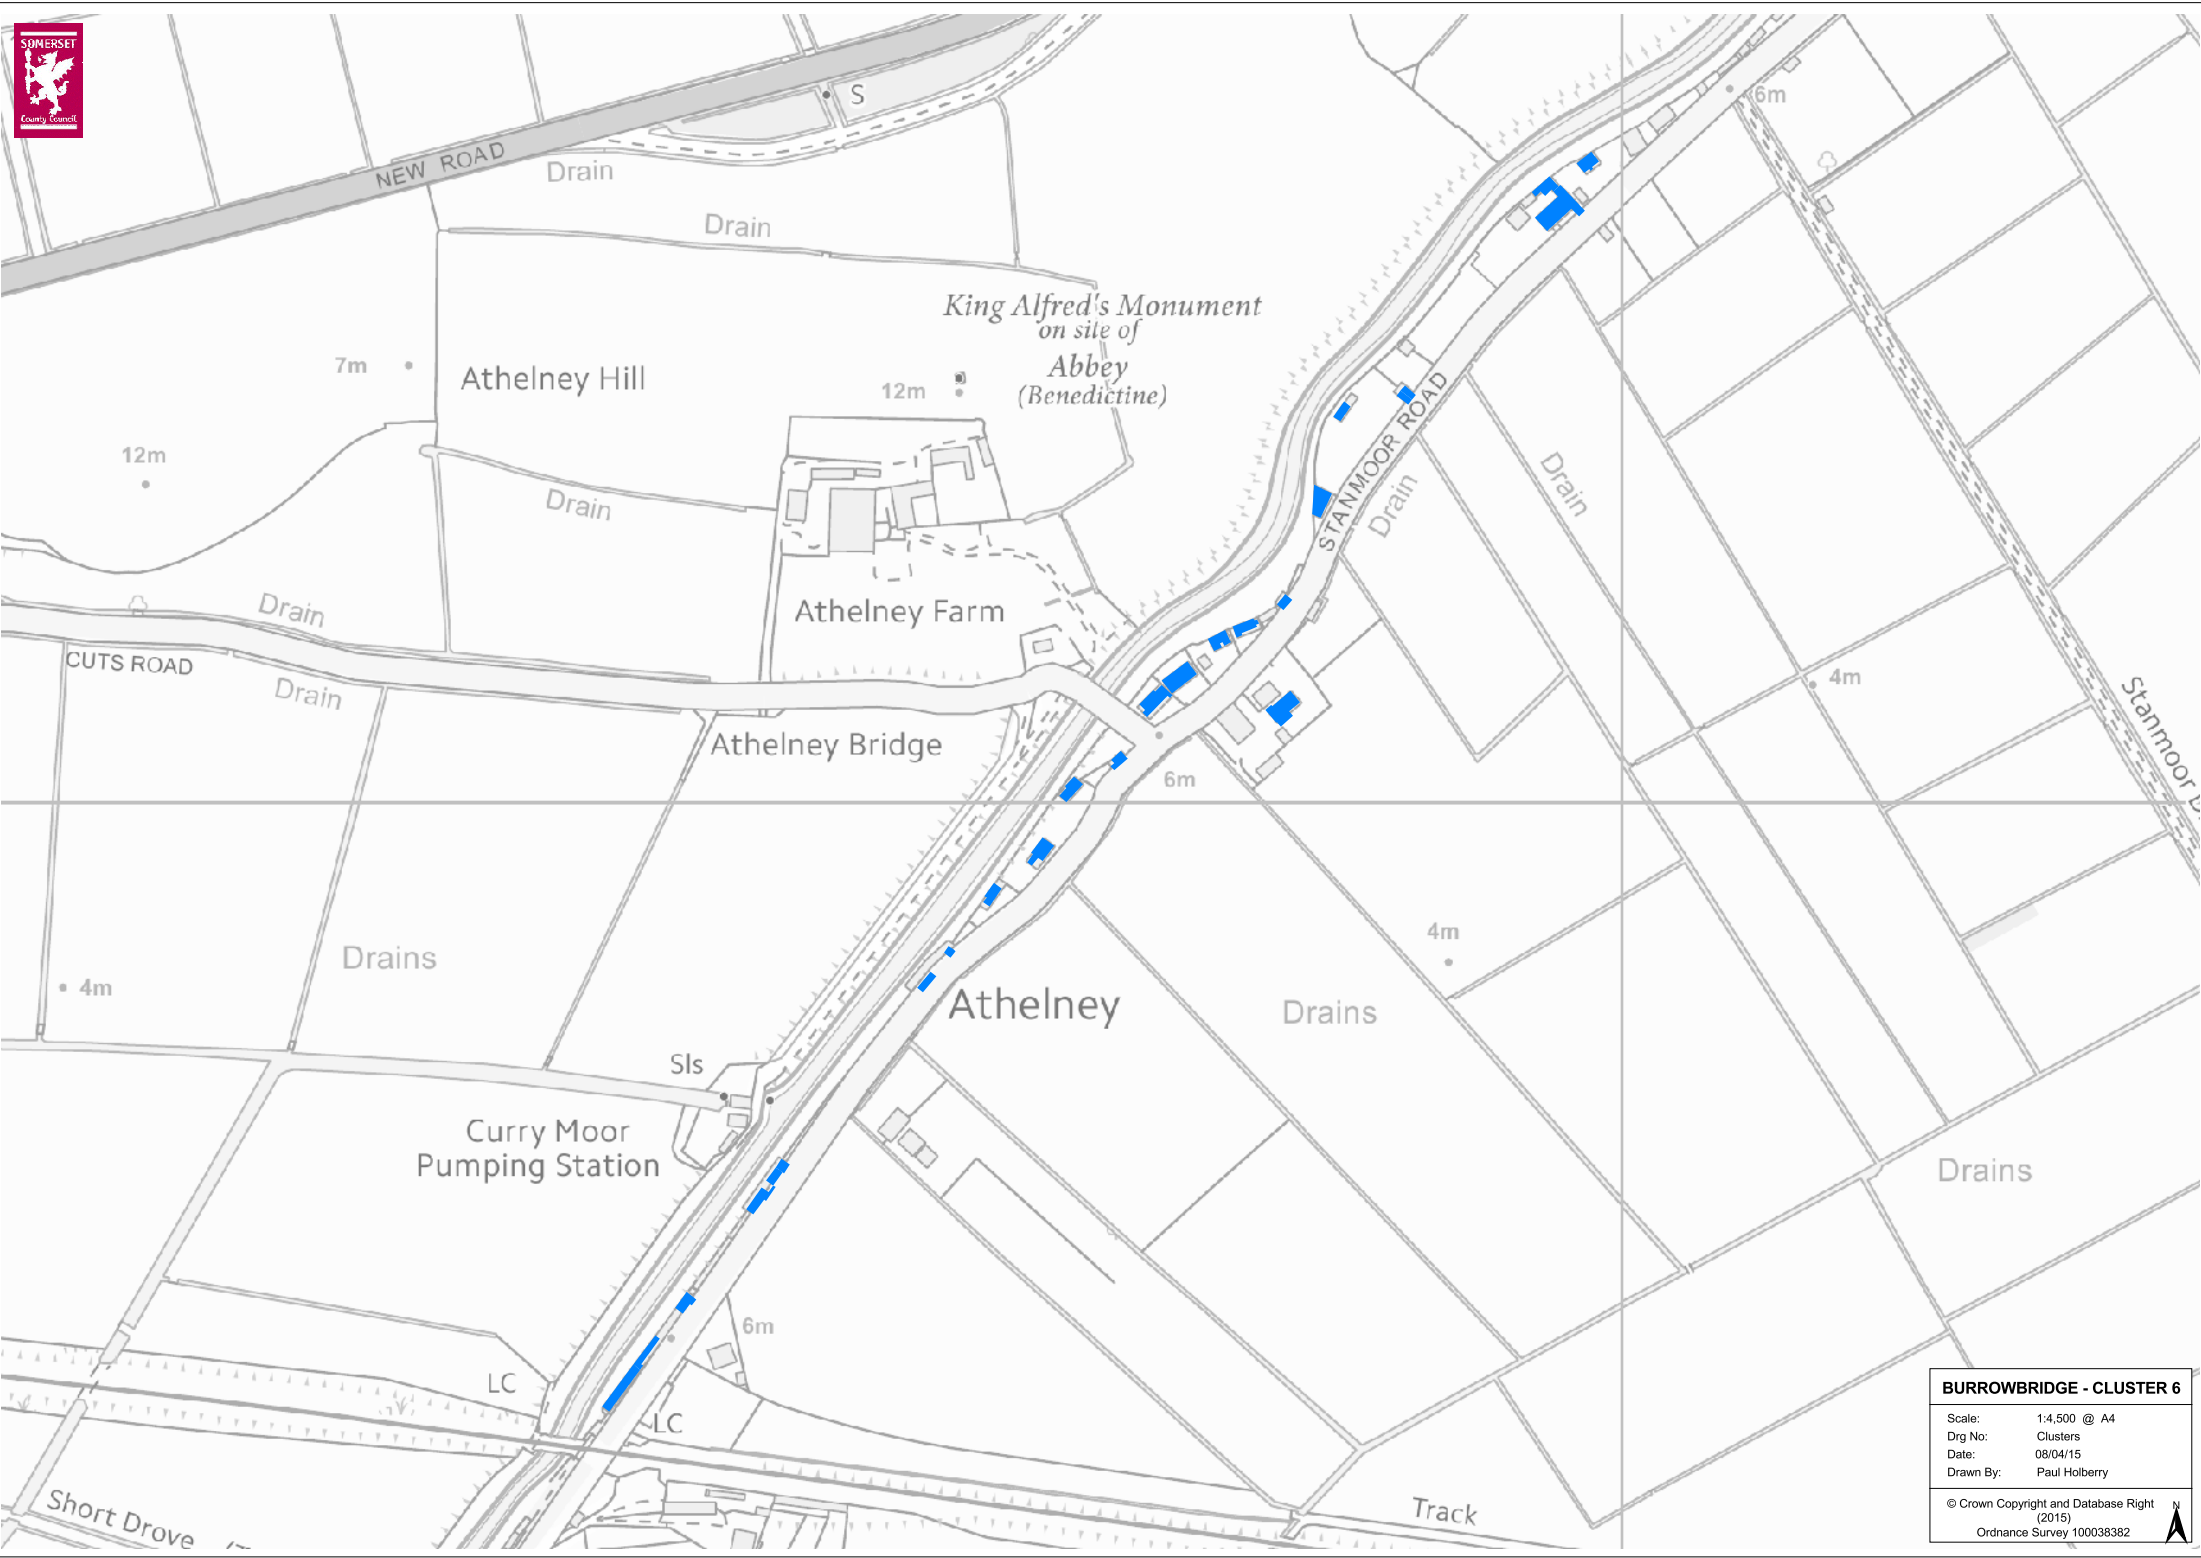 SOMERSET
County Council
S
6m
NEW ROAD
Drain
Drain
King Alfred's Monument
on site of
Abbey
(Benedictine)
7m
Athelney Hill
12m
12m
STANMOOR ROAD
Drain
Drain
Drain
Drain
Athelney Farm
CUTS ROAD
Drain
4m
Stanmoor
Athelney Bridge
6m
4m
Drains
4m
Athelney
Drains
Sls
Curry Moor
Pumping Station
Drains
6m
LC
LC
Short Drove
Track
BURROWBRIDGE - CLUSTER 6
Scale: 1:4,500 @ A4
Drg No: Clusters
Date: 08/04/15
Drawn By: Paul Holberry
© Crown Copyright and Database Right
(2015)
Ordnance Survey 100038382
N